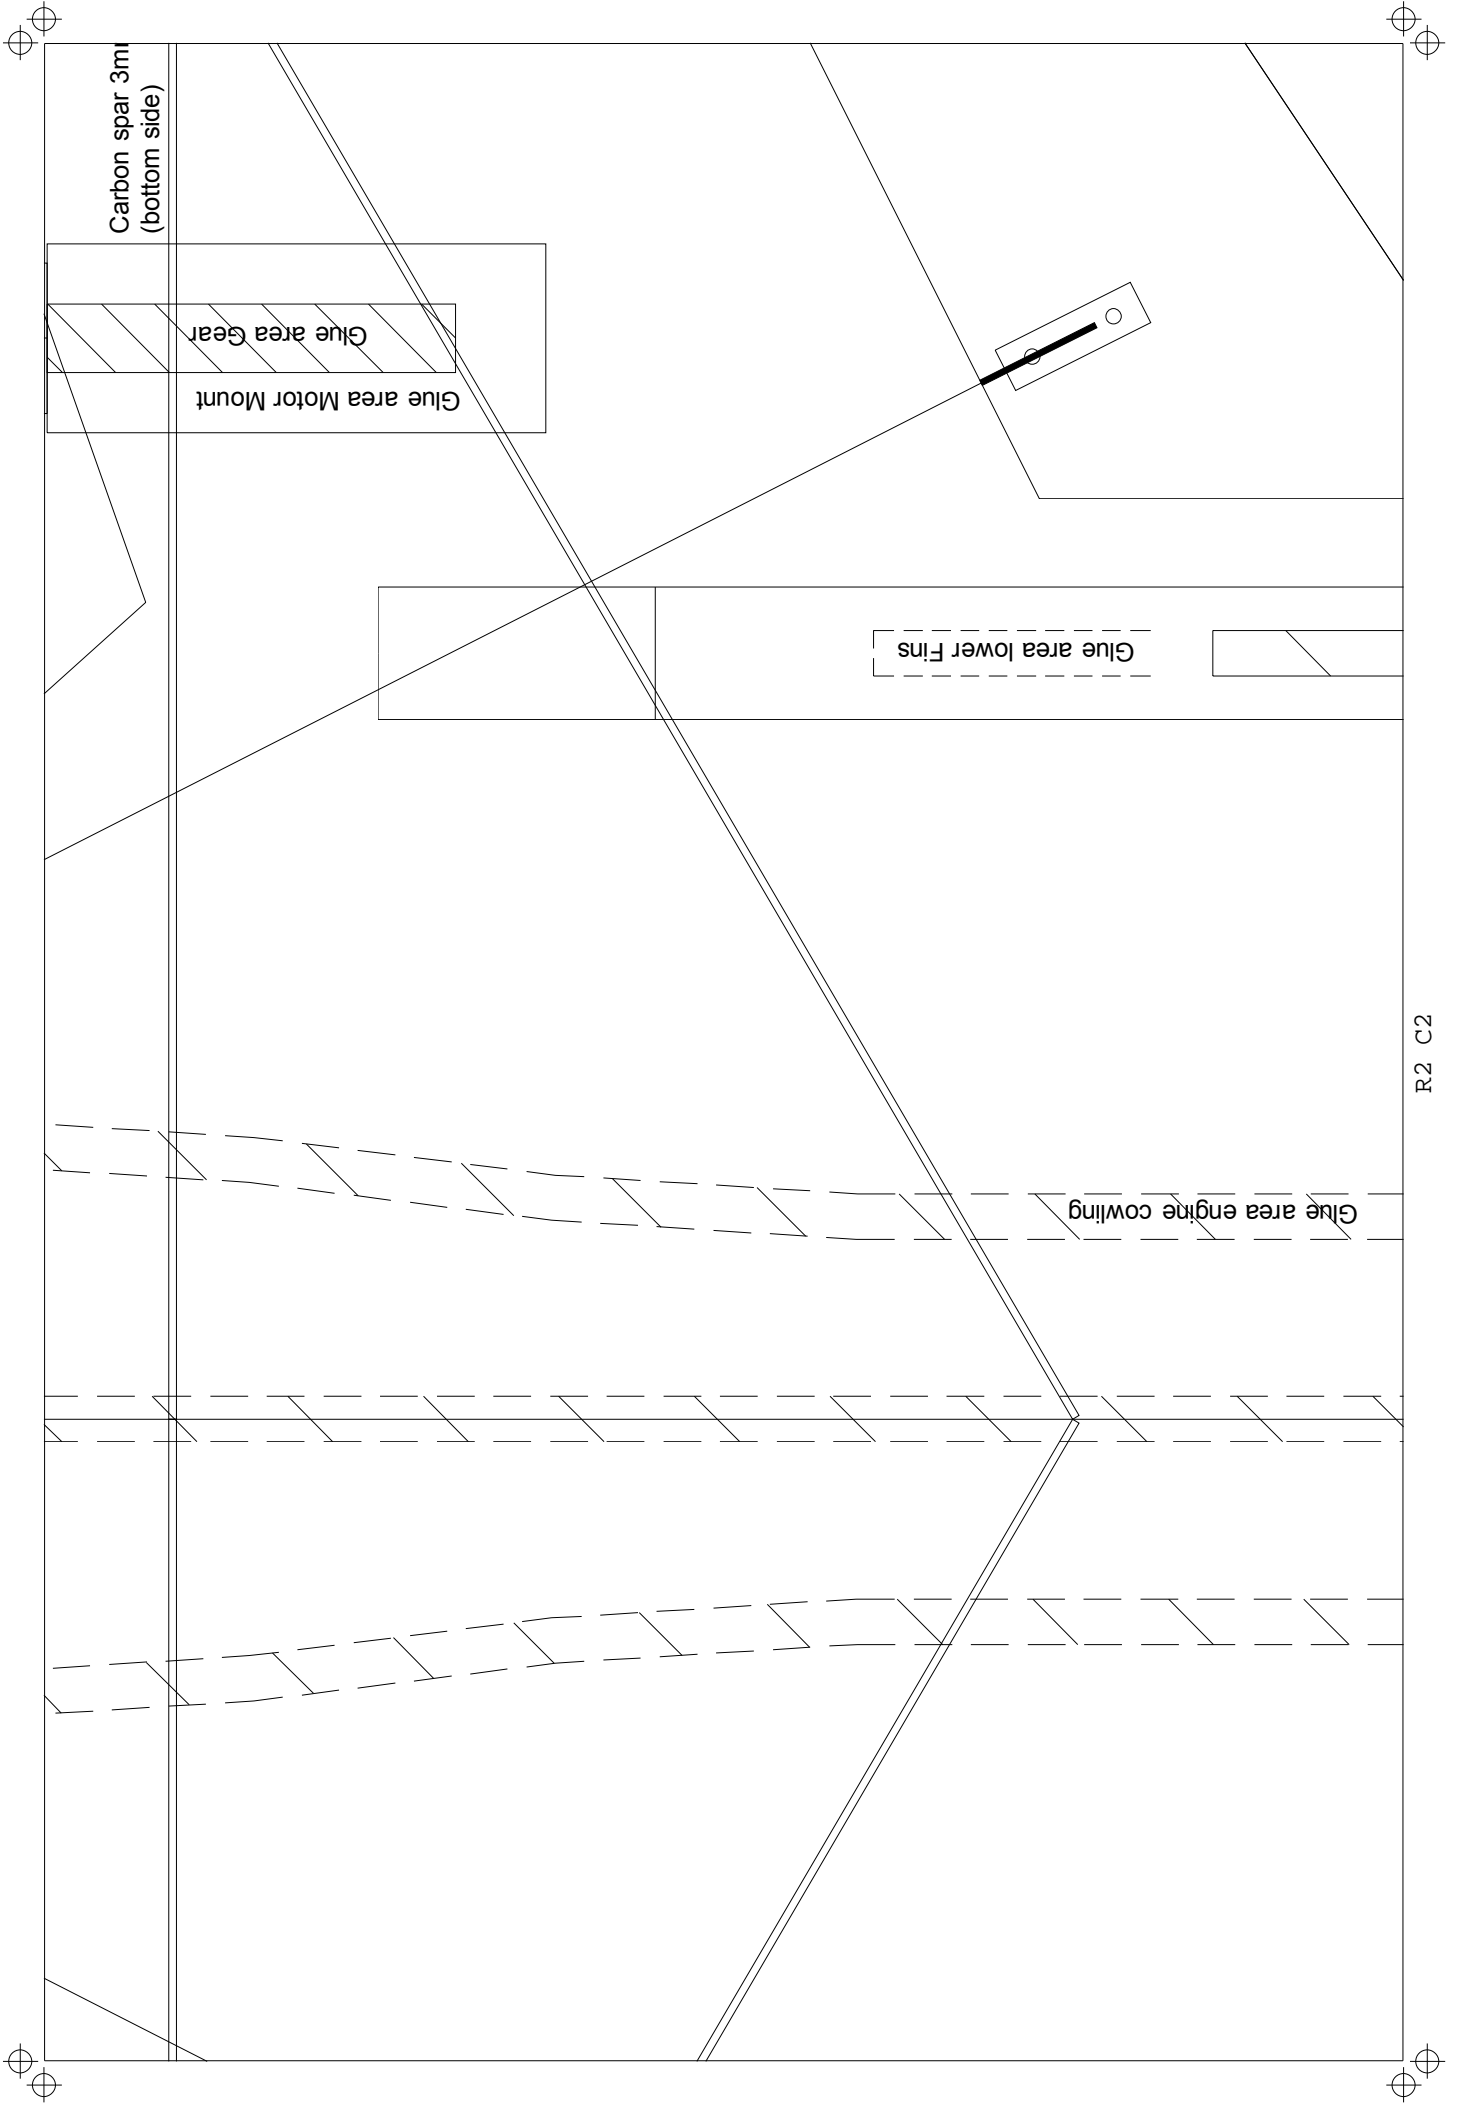 Carbon spar 3m
(bottom side)
Glue area Gear
Glue area Motor Mount
Glue area lower Fins
R2 C2
Glue area engine cowling